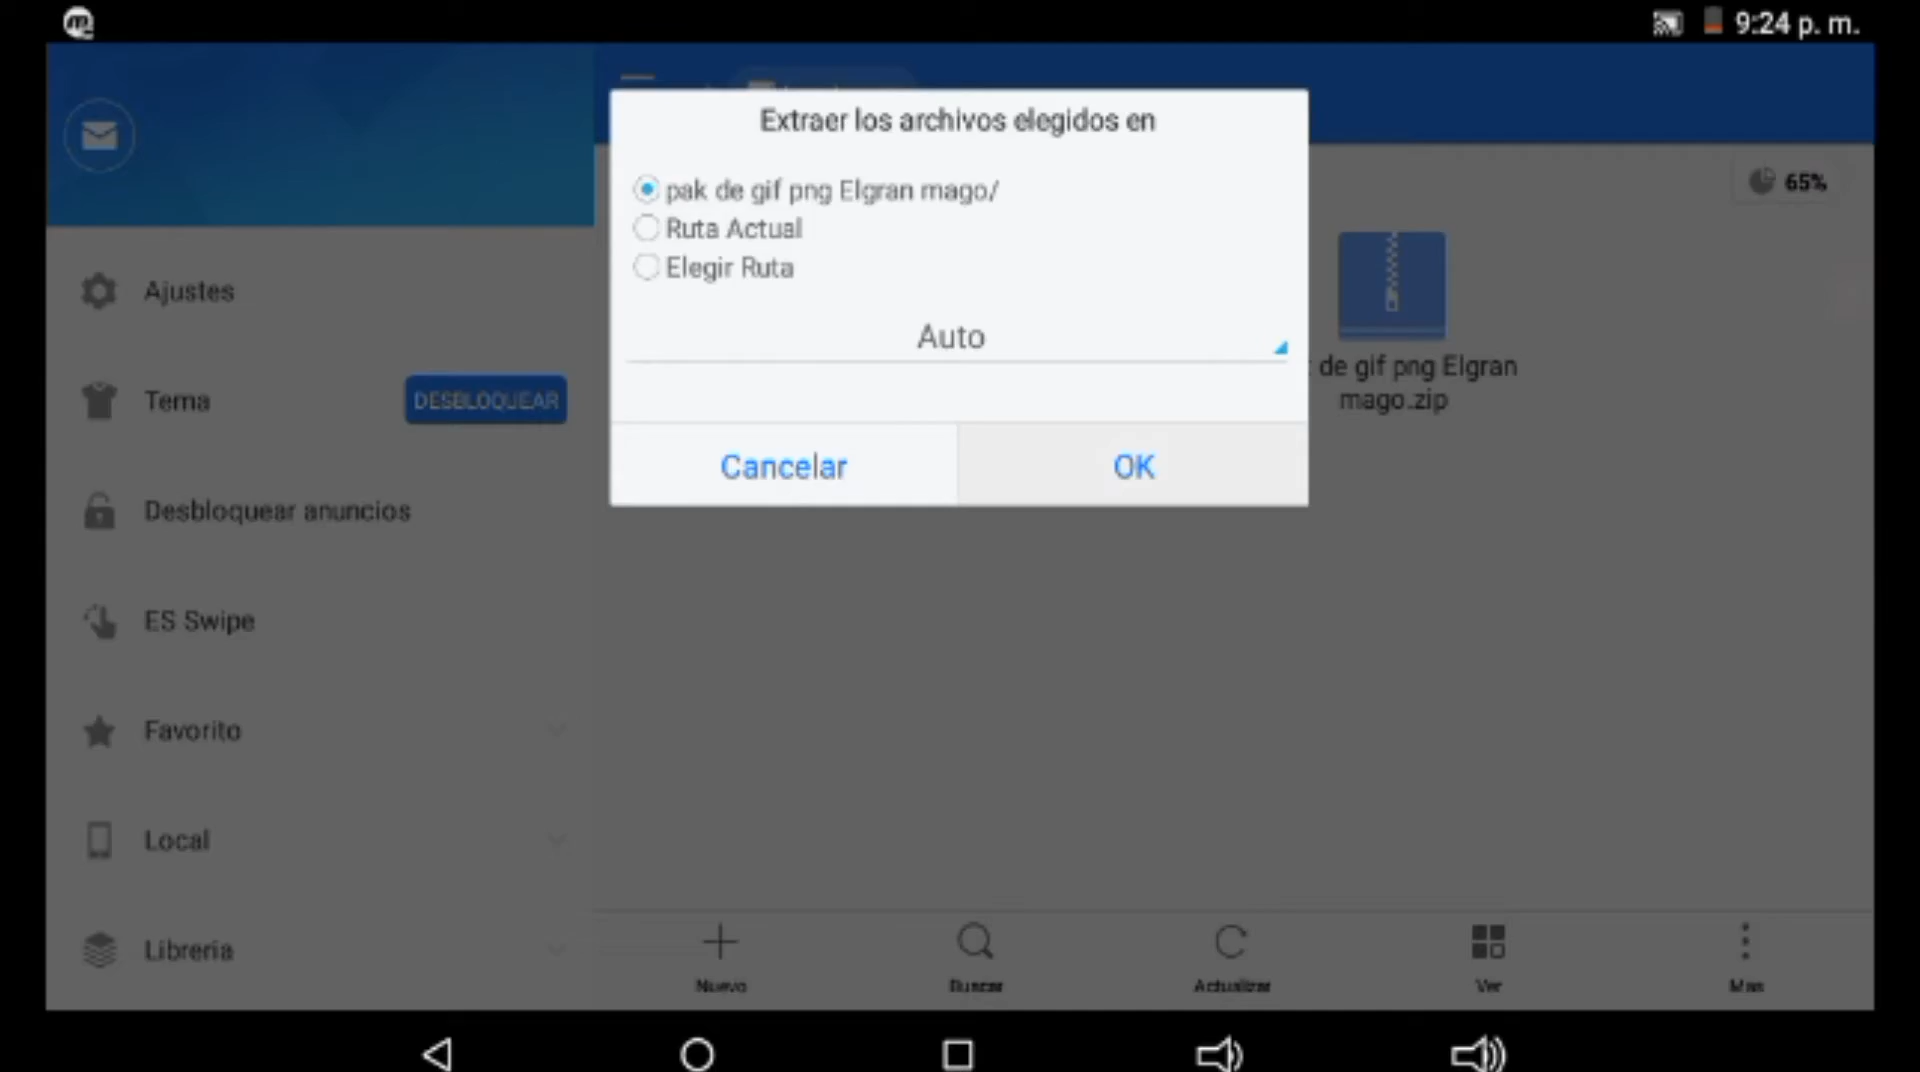 9:24 p. m.
Extraer los archivos elegidos en
pak de gif png Elgran mago/
Ruta Actual
Elegir Ruta
Auto
Cancelar
OK
65%
de gif png Elgran
mago.zip
Ajustes
Tema
DESBLOQUEAR
Desbloquear anuncios
ES Swipe
Favorito
Local
Libreria
Nuevo
Buscar
Actualizar
Ver
Mas